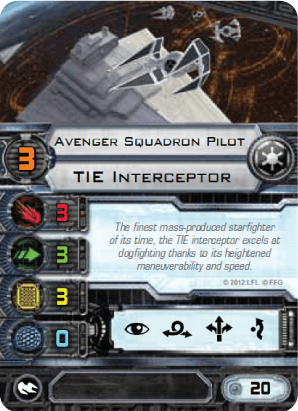 AVENGER SQUADRON PILOT
3
TIE INTERCEPTOR
3
3
3
0
The finest mass-produced starfighter
of its time, the TIE interceptor excels at
dogfighting thanks to its heightened
maneuverability and speed.
© 2012 LFL © FFG
20